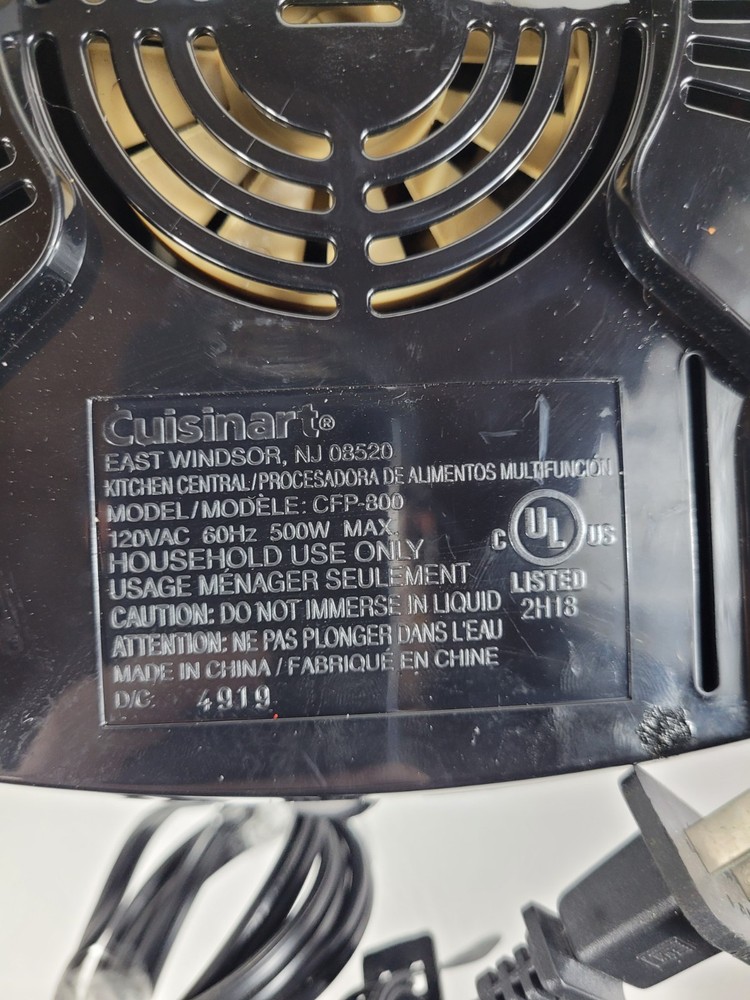 Cuisinart®
EAST WINDSOR, NJ 08520
KITCHEN CENTRAL/PROCESADORA DE ALIMENTOS MULTIFUNCIÓN
MODEL/MODÈLE: CFP-800
120VAC 60Hz 500W MAX.
HOUSEHOLD USE ONLY
USAGE MÉNAGER SEULEMENT
CAUTION: DO NOT IMMERSE IN LIQUID
ATTENTION: NE PAS PLONGER DANS L'EAU
MADE IN CHINA / FABRIQUÉ EN CHINE
D/C: 4919
C UL US
LISTED
2H18